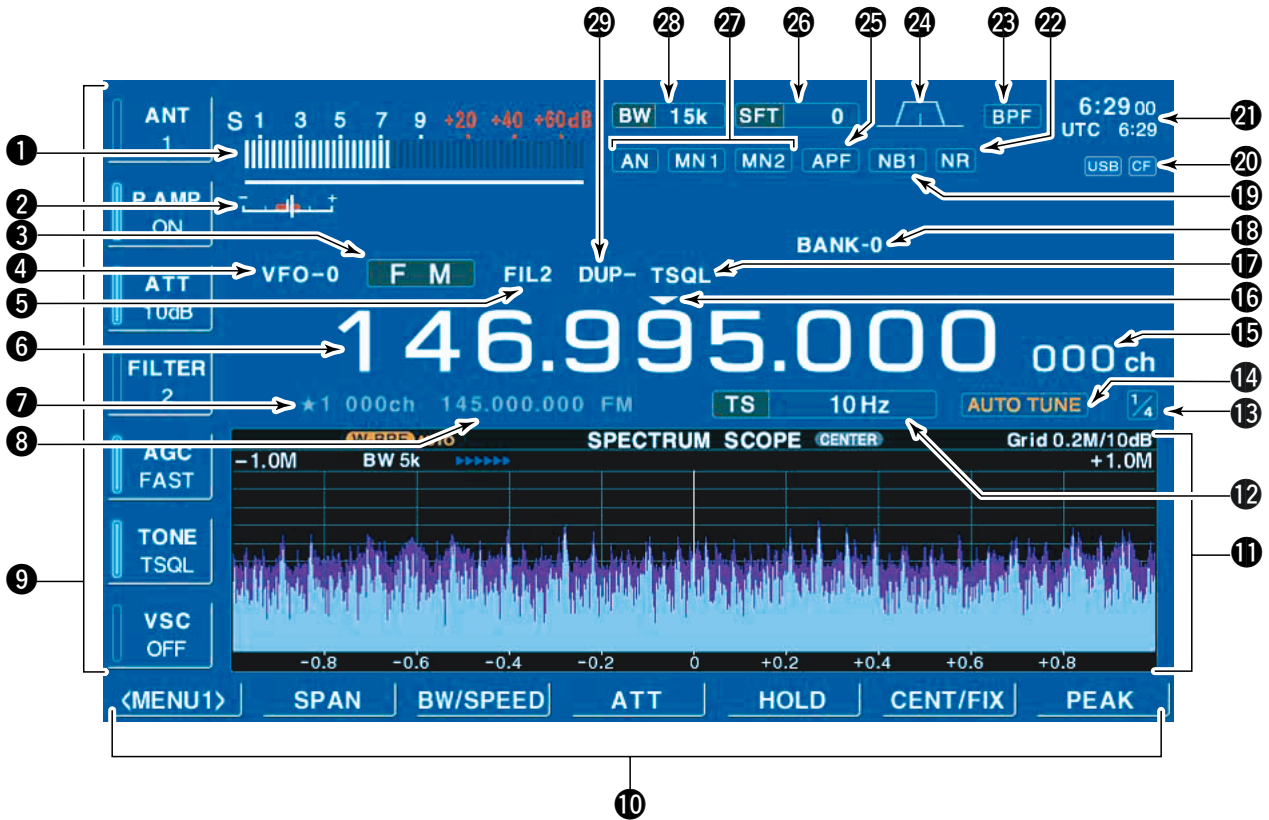 29 28 27 26 25 24 23 22
ANT
1
S 1 3 5 7 9 +20 +40 +60dB
BW 15k SFT 0 BPF
6:29 00
UTC 6:29
21
1
AN MN1 MN2 APF NB1 NR
USB CF
20
19
P.AMP
ON
2
- +
3
BANK-0
18
4
VFO-0 F M FIL2 DUP- TSQL
17
ATT
10dB
5
16
6
146.995.000 000 ch
15
FILTER
2
7
★1 000ch 145.000.000 FM
TS 10Hz AUTO TUNE 1/4
14
13
8
AGC
FAST
SPECTRUM SCOPE CENTER Grid 0.2M/10dB
-1.0M BW 5k ►►►►►► +1.0M
12
TONE
TSQL
9
11
VSC
OFF
-0.8 -0.6 -0.4 -0.2 0 +0.2 +0.4 +0.6 +0.8
<MENU1> SPAN BW/SPEED ATT HOLD CENT/FIX PEAK
10